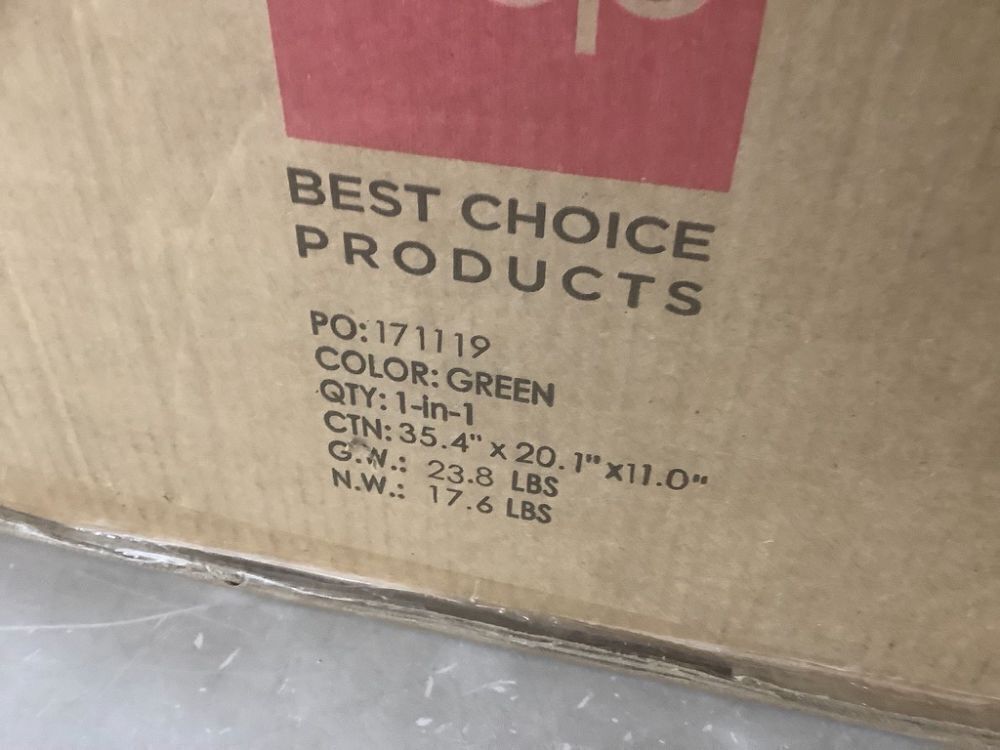 BEST CHOICE
PRODUCTS
PO: 171119
COLOR: GREEN
QTY: 1-in-1
CTN: 35.4" x 20.1" x11.0"
G.W.: 23.8 LBS
N.W.: 17.6 LBS